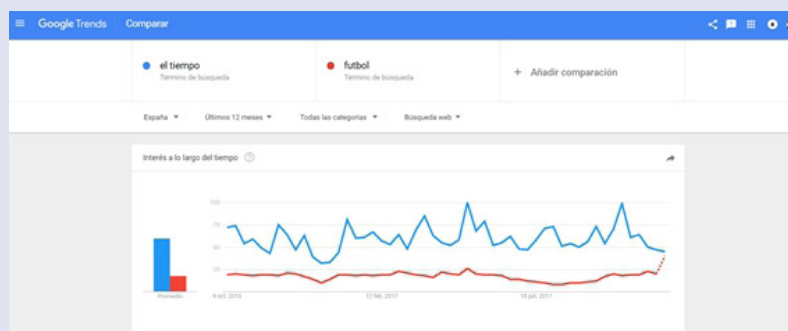 Google Trends Comparar
el tiempo
Término de búsqueda
futbol
Término de búsqueda
+ Añadir comparación
España
Últimos 12 meses
Todas las categorías
Búsqueda web
Interés a lo largo del tiempo
100
75
50
25
Promedio
9 oct. 2016
12 feb. 2017
18 jun. 2017